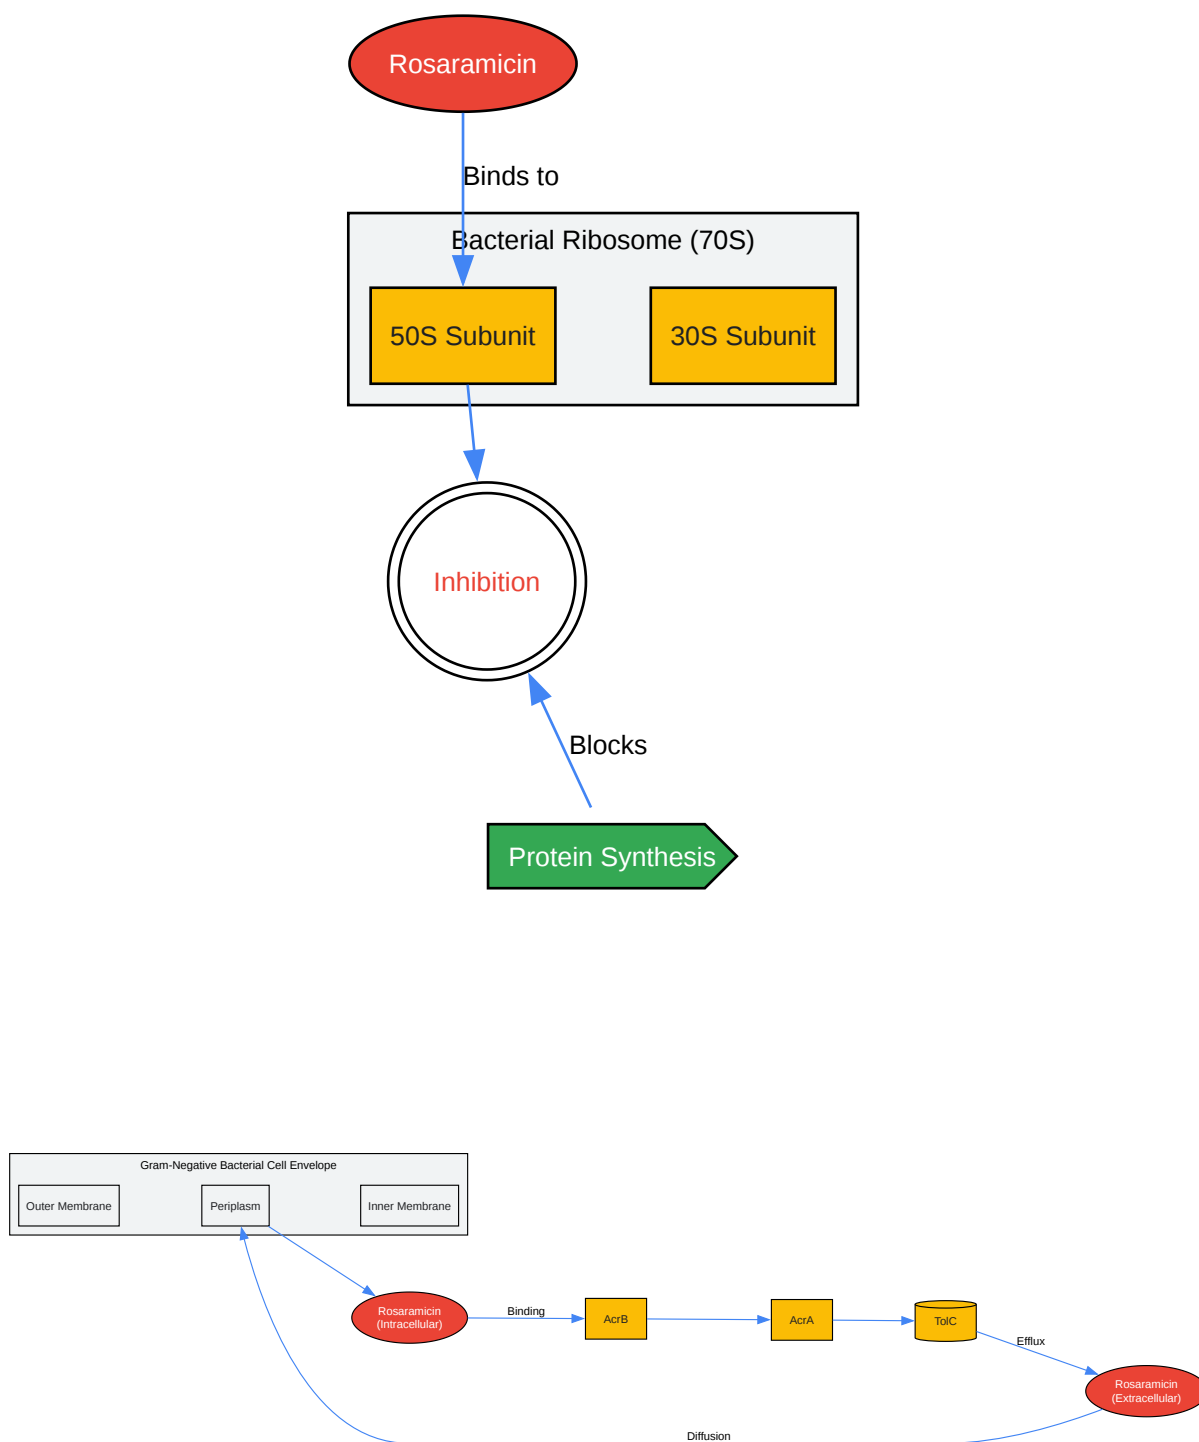 Rosaramicin
Binds to
Bacterial Ribosome (70S)
50S Subunit
30S Subunit
Inhibition
Blocks
Protein Synthesis
Gram-Negative Bacterial Cell Envelope
Outer Membrane
Periplasm
Inner Membrane
Rosaramicin
(Intracellular)
Binding
AcrB
AcrA
TolC
Efflux
Rosaramicin
(Extracellular)
Diffusion